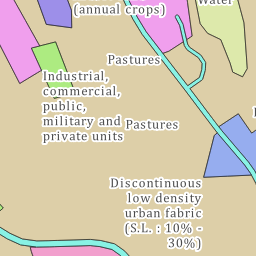 Water
(annual crops)
Pastures
Industrial,
commercial,
public,
military and
private units
Pastures
Discontinuous
low density
urban fabric
(S.L. : 10% -
30%)